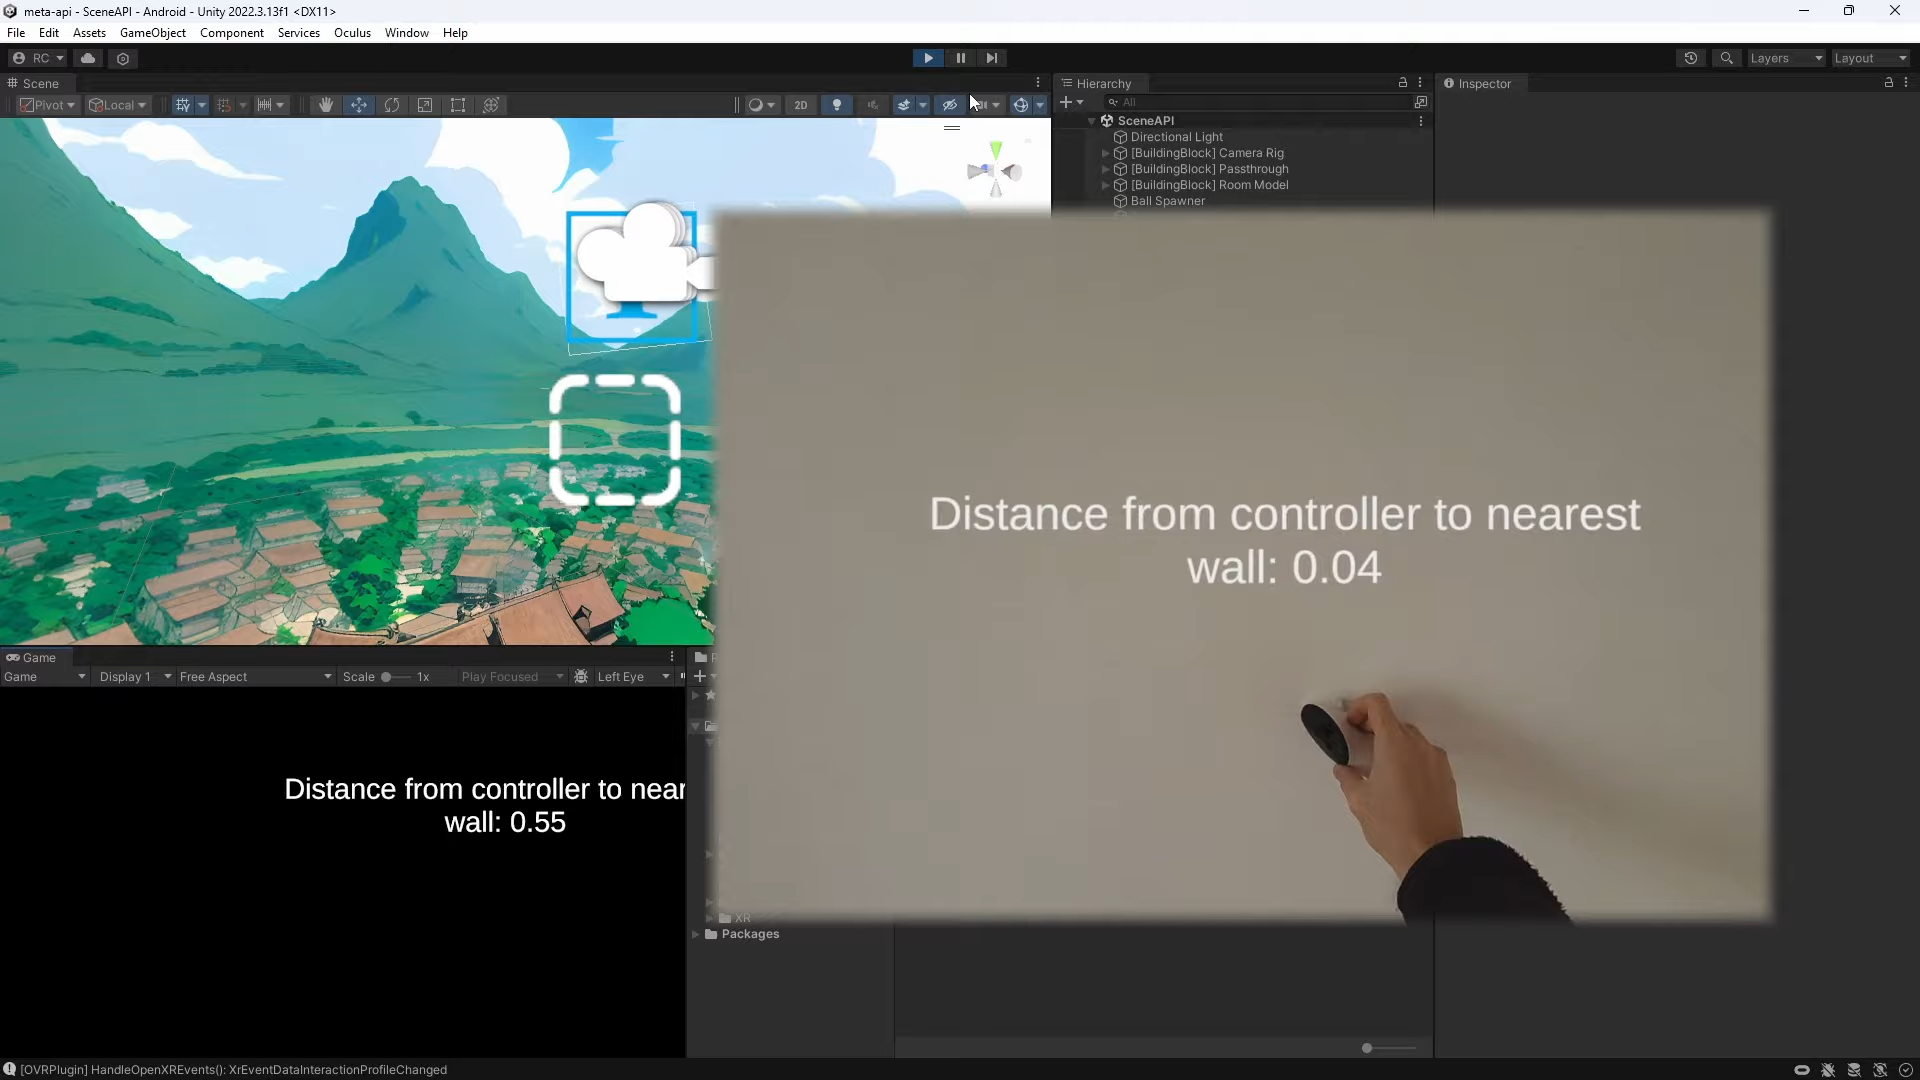 meta-api - SceneAPI - Android - Unity 2022.3.13f1 <DX11>
File Edit Assets GameObject Component Services Oculus Window Help
RC
Layers
Layout
Scene
Hierarchy
Inspector
Pivot
Local
2D
All
SceneAPI
Directional Light
[BuildingBlock] Camera Rig
[BuildingBlock] Passthrough
[BuildingBlock] Room Model
Ball Spawner
Distance from controller to nearest
wall: 0.04
Game
Game Display 1 Free Aspect Scale 1x Play Focused Left Eye
Distance from controller to near
wall: 0.55
XR
Packages
[OVRPlugin] HandleOpenXREvents(): XrEventDataInteractionProfileChanged